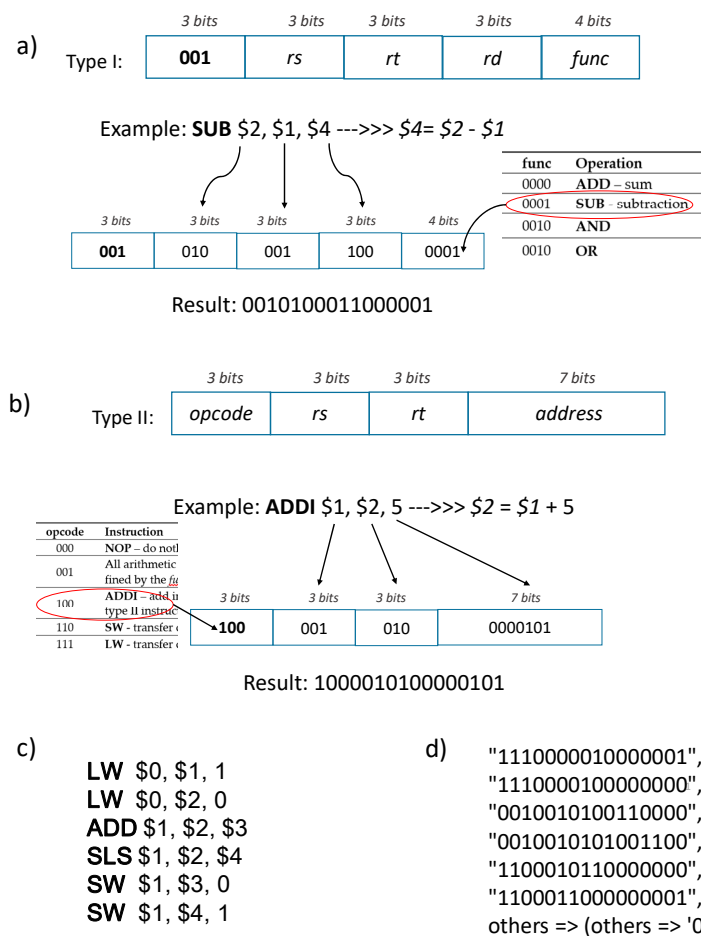 a)
3 bits 3 bits 3 bits 3 bits 4 bits
Type I: 001 rs rt rd func
Example: SUB $2, $1, $4 --->>> $4= $2 - $1
func Operation
0000 ADD – sum
0001 SUB - subtraction
0010 AND
0010 OR
3 bits 3 bits 3 bits 3 bits 4 bits
001 010 001 100 0001
Result: 0010100011000001
b)
3 bits 3 bits 3 bits 7 bits
Type II: opcode rs rt address
Example: ADDI $1, $2, 5 --->>> $2 = $1 + 5
opcode Instruction
000 NOP – do not
001 All arithmetic
fined by the
100 ADDI – add
type II
110 SW - transfer
111 LW - transfer
3 bits 3 bits 3 bits 7 bits
100 001 010 0000101
Result: 1000010100000101
c)
LW $0, $1, 1
LW $0, $2, 0
ADD $1, $2, $3
SLS $1, $2, $4
SW $1, $3, 0
SW $1, $4, 1
d)
"1110000010000001",
"1110000100000000",
"0010010100110000",
"0010010101001100",
"1100010110000000",
"1100011000000001",
others => (others => '0